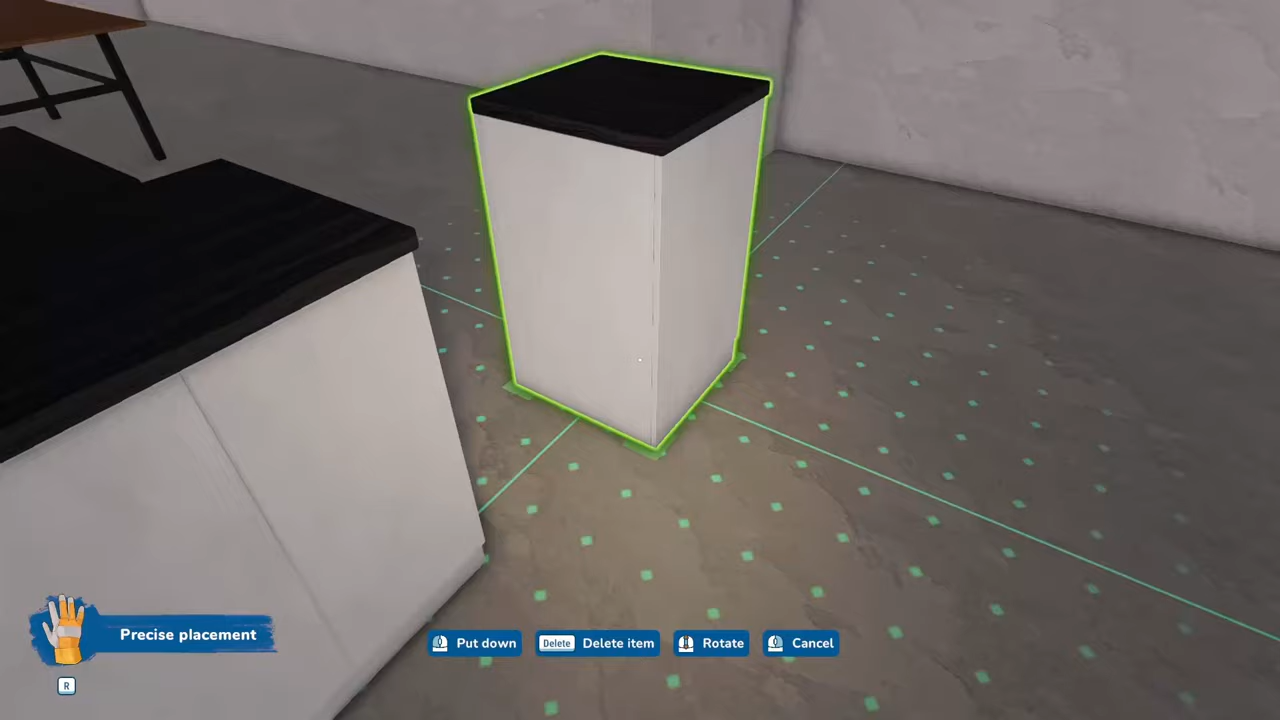 Precise placement
R
Put down
Delete Delete item
Rotate
Cancel